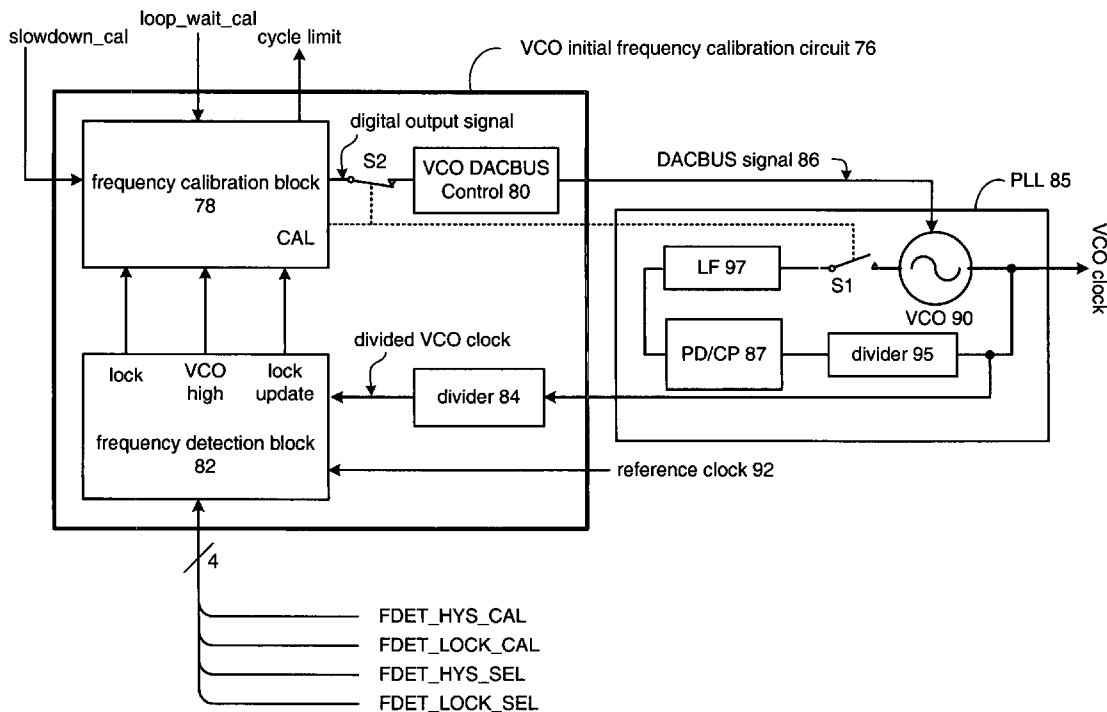 loop_wait_cal
slowdown_cal
cycle limit
VCO initial frequency calibration circuit 76
digital output signal
S2
frequency calibration block
78
CAL
VCO DACBUS
Control 80
DACBUS signal 86
PLL 85
VCO clock
LF 97
S1
VCO 90
PD/CP 87
divider 95
lock
VCO
high
lock
update
divided VCO clock
divider 84
frequency detection block
82
reference clock 92
4
FDET_HYS_CAL
FDET_LOCK_CAL
FDET_HYS_SEL
FDET_LOCK_SEL